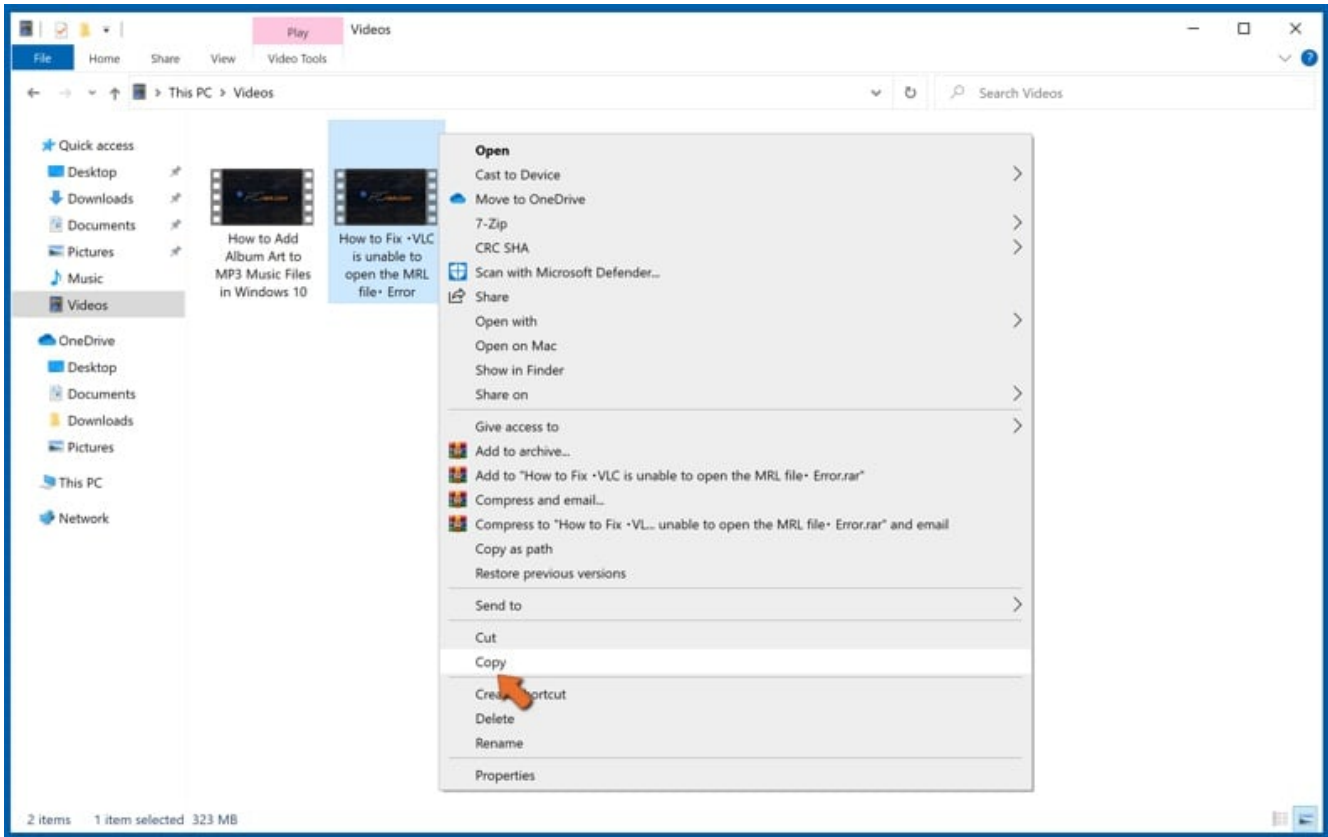 Play
Videos
File
Home
Share
View
Video Tools
This PC > Videos
Search Videos
Quick access
Desktop
Downloads
Documents
Pictures
Music
Videos
OneDrive
Desktop
Documents
Downloads
Pictures
This PC
Network
How to Add
Album Art to
MP3 Music Files
in Windows 10
How to Fix •VLC
is unable to
open the MRL
file• Error
Open
Cast to Device
Move to OneDrive
7-Zip
CRC SHA
Scan with Microsoft Defender...
Share
Open with
Open on Mac
Show in Finder
Share on
Give access to
Add to archive...
Add to "How to Fix •VLC is unable to open the MRL file• Error.rar"
Compress and email...
Compress to "How to Fix •VL... unable to open the MRL file• Error.rar" and email
Copy as path
Restore previous versions
Send to
Cut
Copy
Delete
Rename
Properties
2 items
1 item selected 323 MB